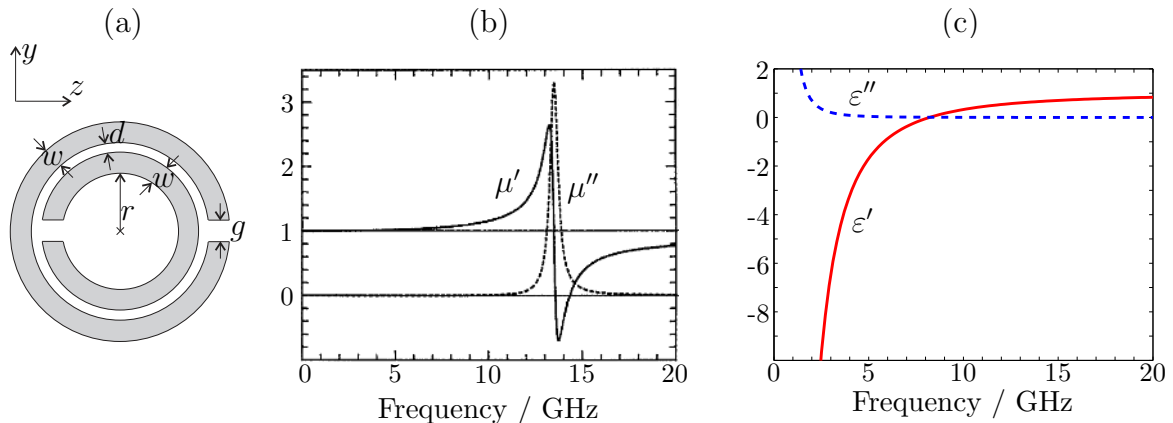 (a)
y
z
d
w
w
r
g
(b)
3
2
1
0
μ′
μ″
0
5
10
15
20
Frequency / GHz
(c)
2
0
-2
-4
-6
-8
ε″
ε′
0
5
10
15
20
Frequency / GHz